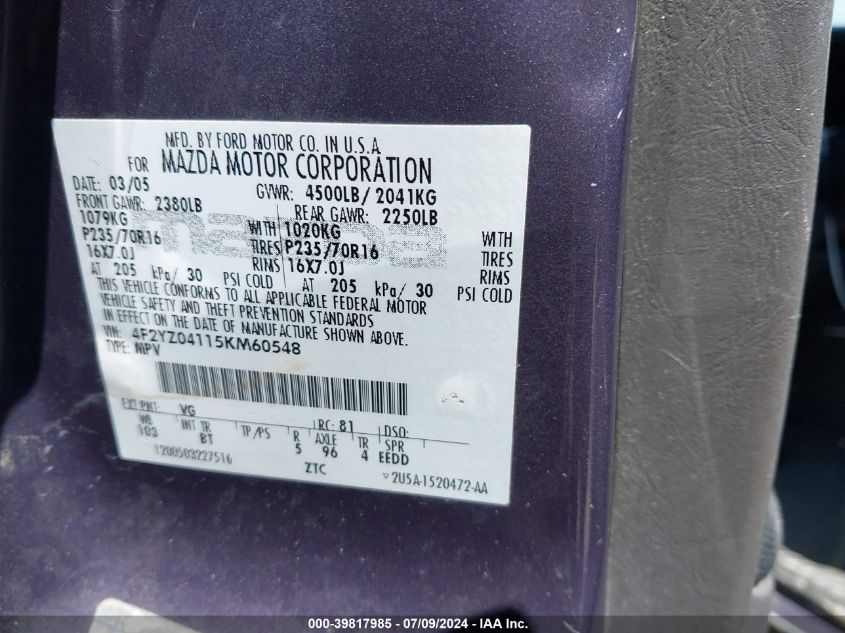 MFD. BY FORD MOTOR CO. IN U.S.A.
FOR MAZDA MOTOR CORPORATION
DATE: 03/05 GVWR: 4500LB/ 2041KG
FRONT GAWR: 2380LB REAR GAWR: 2250LB
1079KG WITH 1020KG WITH
P235/70R16 TIRES P235/70R16 TIRES
16X7.0J RIMS 16X7.0J RIMS
AT 205 kPa/ 30 PSI COLD AT 205 kPa/ 30 PSI COLD
THIS VEHICLE CONFORMS TO ALL APPLICABLE FEDERAL MOTOR
VEHICLE SAFETY AND THEFT PREVENTION STANDARDS
IN EFFECT ON THE DATE OF MANUFACTURE SHOWN ABOVE.
VIN: 4F2YZ04115KM60548
TYPE: MPV
mazda
EXT PNT: VG RC: 81 DSO:
WB INT TR TP/PS R AXLE TR SPR
103 BT 5 96 4 EEDD
1200503227516 ZTC
2U5A-1520472-AA
000-39817985 / 07/09/2024 - IAA Inc.